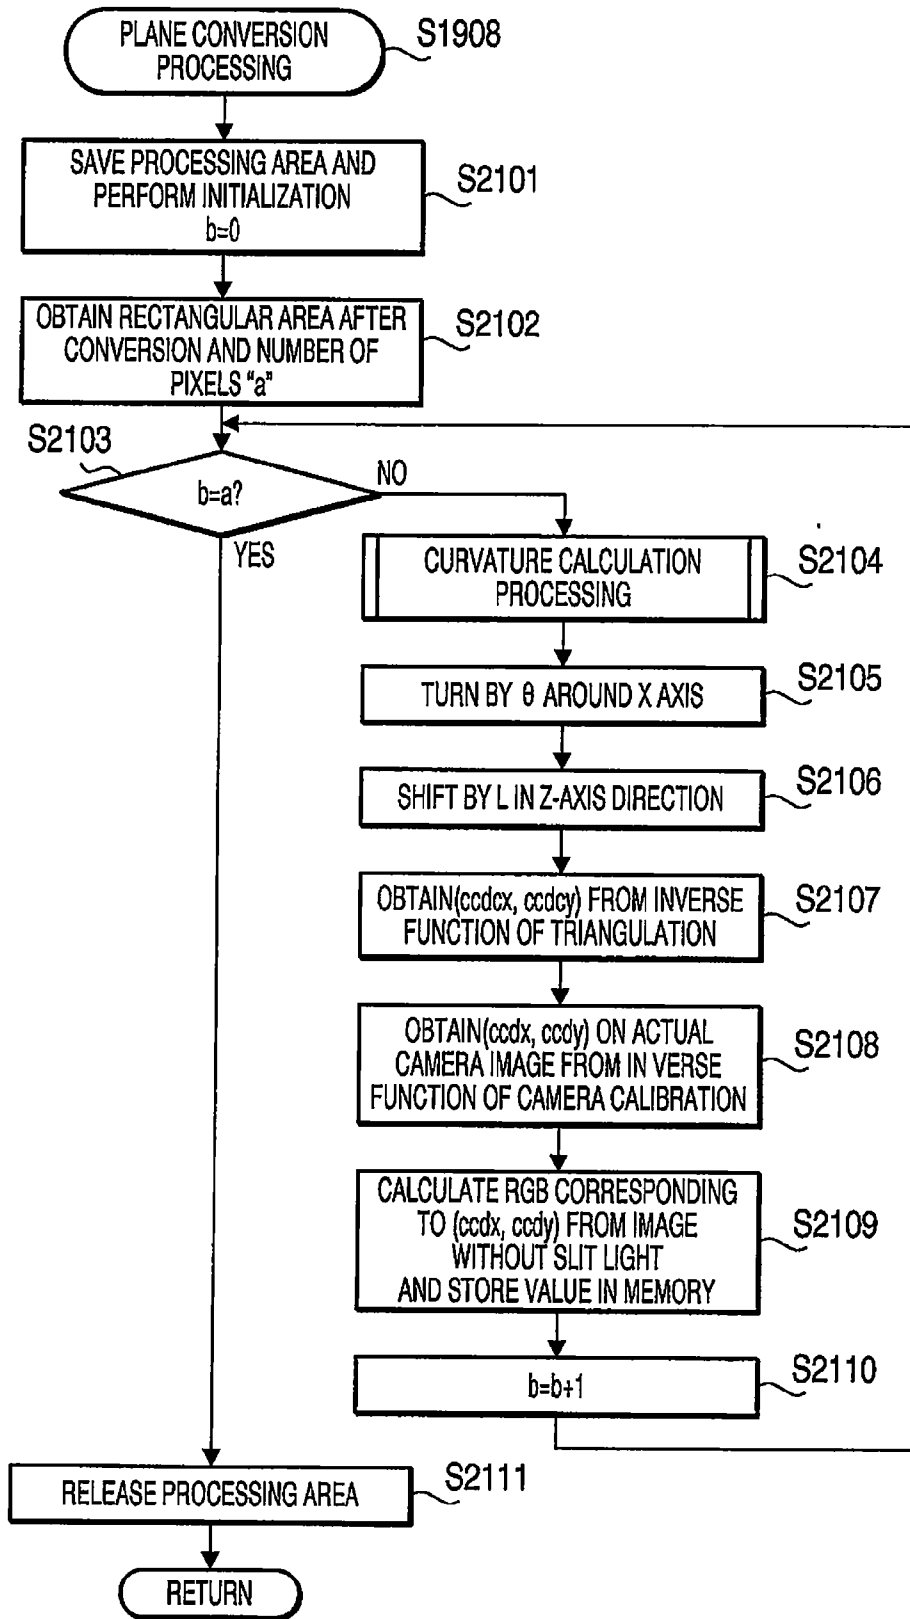 PLANE CONVERSION
PROCESSING
S1908
SAVE PROCESSING AREA AND
PERFORM INITIALIZATION
b=0
S2101
OBTAIN RECTANGULAR AREA AFTER
CONVERSION AND NUMBER OF
PIXELS "a"
S2102
S2103
b=a?
NO
YES
CURVATURE CALCULATION
PROCESSING
S2104
TURN BY θ AROUND X AXIS
S2105
SHIFT BY L IN Z-AXIS DIRECTION
S2106
OBTAIN(ccdcx, ccdcy) FROM INVERSE
FUNCTION OF TRIANGULATION
S2107
OBTAIN(ccdx, ccdy) ON ACTUAL
CAMERA IMAGE FROM IN VERSE
FUNCTION OF CAMERA CALIBRATION
S2108
CALCULATE RGB CORRESPONDING
TO (ccdx, ccdy) FROM IMAGE
WITHOUT SLIT LIGHT
AND STORE VALUE IN MEMORY
S2109
b=b+1
S2110
RELEASE PROCESSING AREA
S2111
RETURN